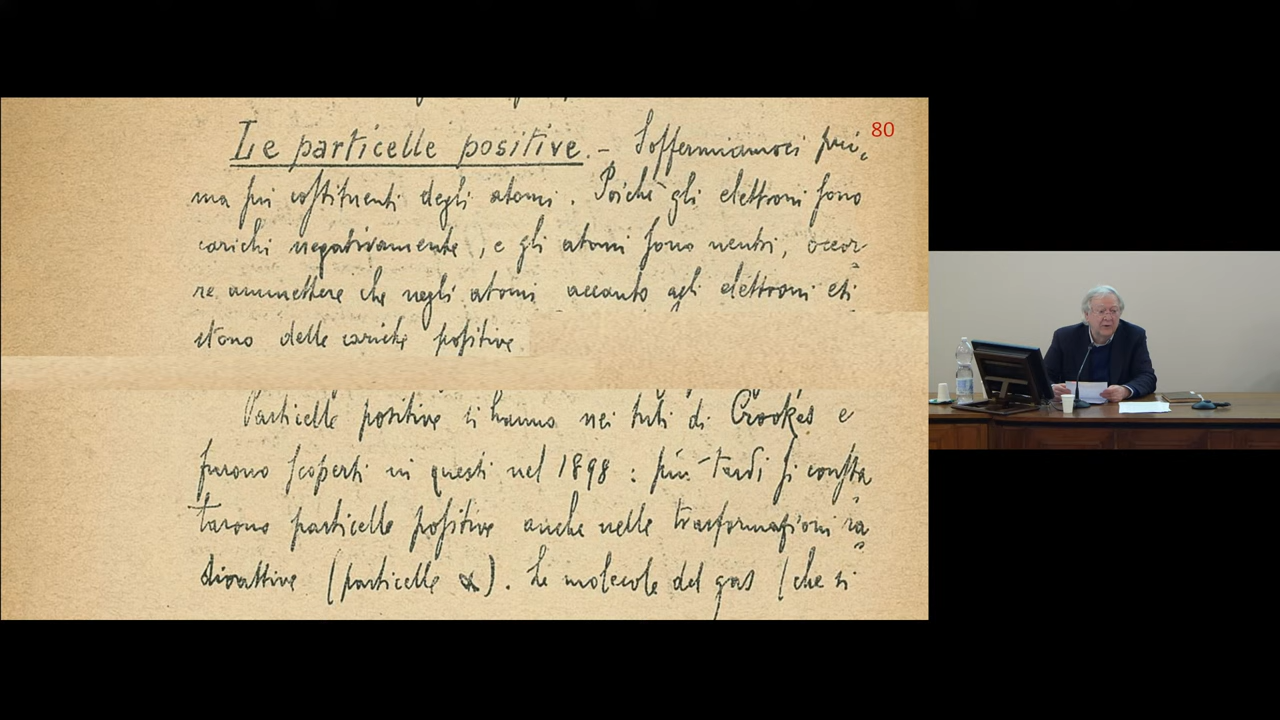 80
Le particelle positive. – Soffermiamoci pri-
ma sui costituenti degli atomi. Poichè gli elettroni sono
carichi negativamente, e gli atomi sono neutri, occor-
re ammettere che negli atomi accanto agli elettroni esi
stono delle cariche positive.
Particelle positive si hanno nei tubi di Crookes e
furono scoperti in questi nel 1898 : più tardi si consta
tarono particelle positive anche nelle trasformazioni ra
dioattive (particelle α). Le molecole del gas (che si